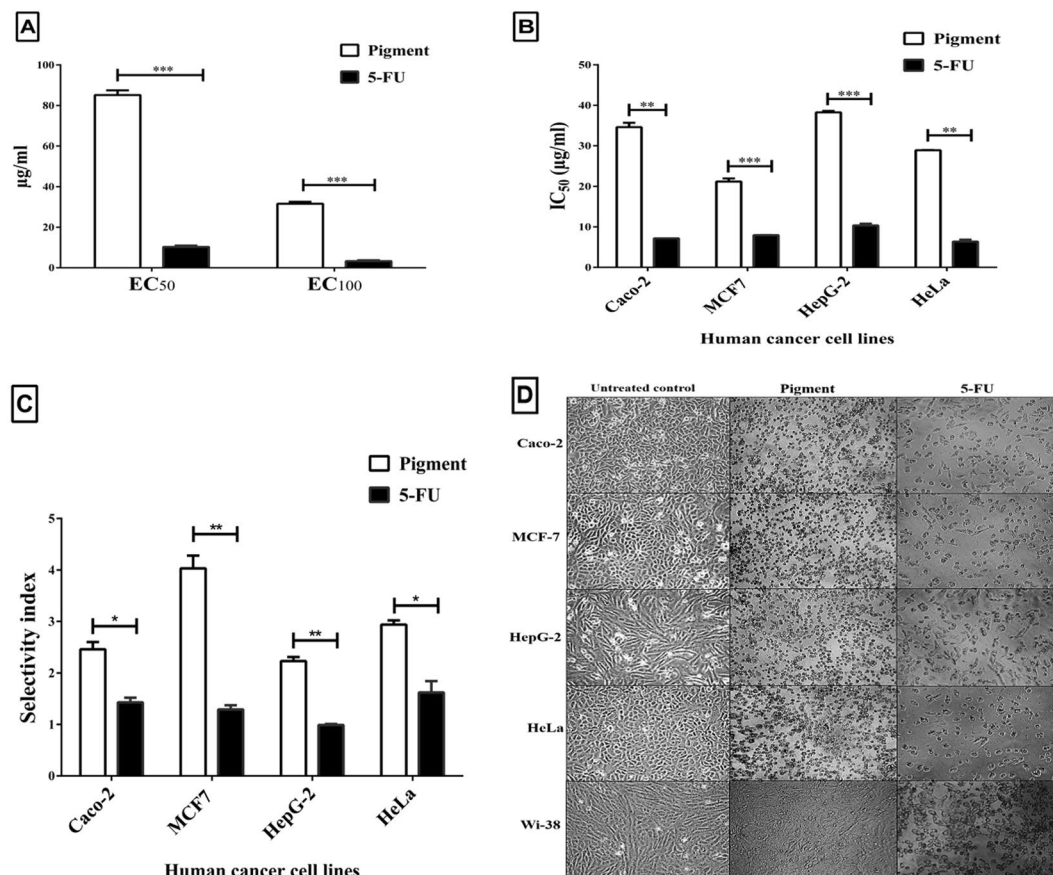 A
Pigment
5-FU
100
80
60
40
20
0
µg/ml
***
***
EC50
EC100
B
Pigment
5-FU
50
40
30
20
10
0
IC50 (µg/ml)
**
***
***
**
Caco-2
MCF7
HepG-2
HeLa
Human cancer cell lines
C
Pigment
5-FU
5
4
3
2
1
0
Selectivity index
*
**
**
*
Caco-2
MCF7
HepG-2
HeLa
Human cancer cell lines
D
Untreated control
Pigment
5-FU
Caco-2
MCF-7
HepG-2
HeLa
Wi-38